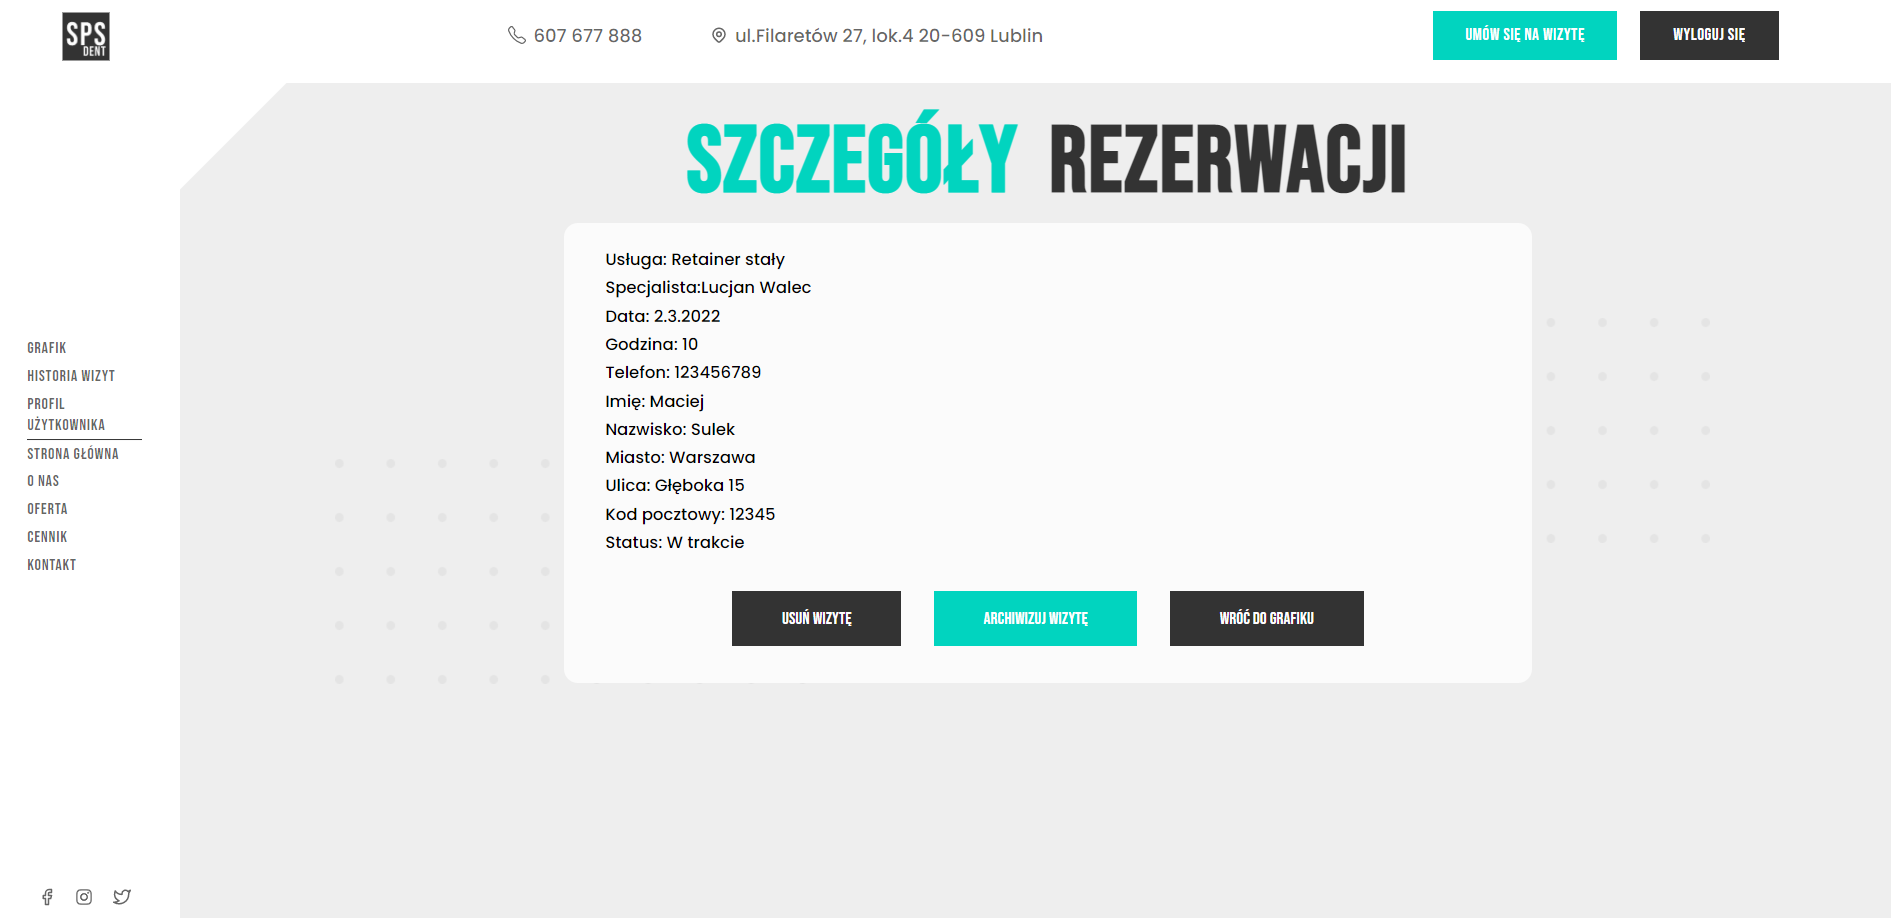 SPS
DENT
607 677 888
ul.Filaretów 27, lok.4 20-609 Lublin
UMÓW SIĘ NA WIZYTĘ
WYLOGUJ SIĘ
SZCZEGÓŁY REZERWACJI
Usługa: Retainer stały
Specjalista:Lucjan Walec
Data: 2.3.2022
Godzina: 10
Telefon: 123456789
Imię: Maciej
Nazwisko: Sulek
Miasto: Warszawa
Ulica: Głęboka 15
Kod pocztowy: 12345
Status: W trakcie
USUŃ WIZYTĘ
ARCHIWIZUJ WIZYTĘ
WRÓĆ DO GRAFIKU
GRAFIK
HISTORIA WIZYT
PROFIL
UŻYTKOWNIKA
STRONA GŁÓWNA
O NAS
OFERTA
CENNIK
KONTAKT